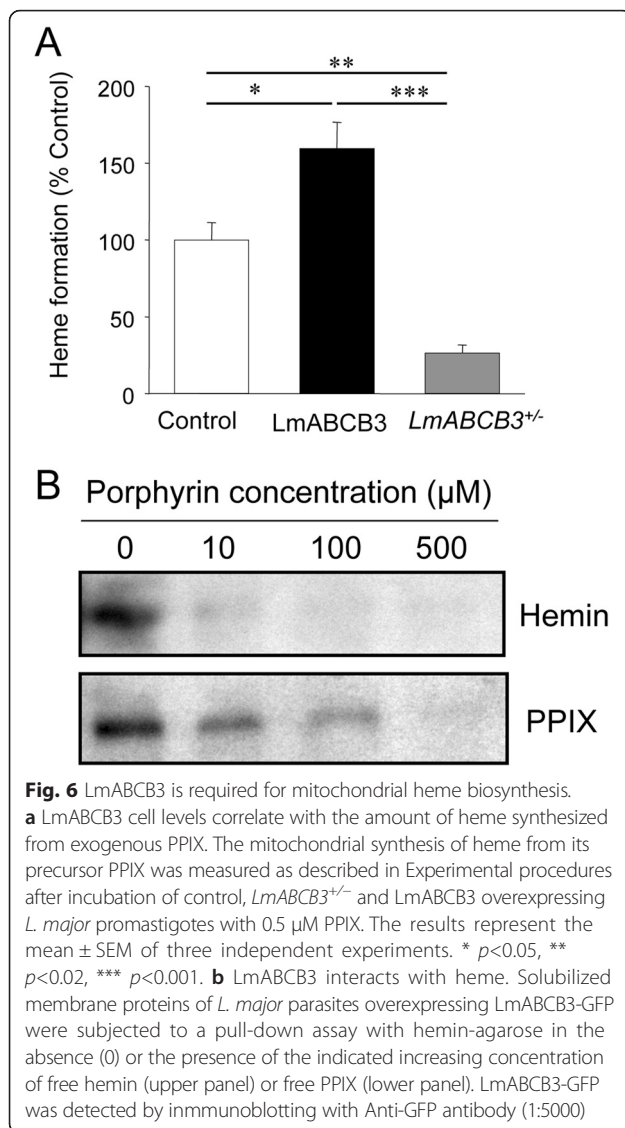 A
** 
* ***
200
150
100
50
0
Heme formation (% Control)
Control LmABCB3 LmABCB3+/-
B
Porphyrin concentration (µM)
0 10 100 500
Hemin
PPIX
Fig. 6 LmABCB3 is required for mitochondrial heme biosynthesis.
a LmABCB3 cell levels correlate with the amount of heme synthesized
from exogenous PPIX. The mitochondrial synthesis of heme from its
precursor PPIX was measured as described in Experimental procedures
after incubation of control, LmABCB3+/− and LmABCB3 overexpressing
L. major promastigotes with 0.5 µM PPIX. The results represent the
mean ± SEM of three independent experiments. * p<0.05, **
p<0.02, *** p<0.001. b LmABCB3 interacts with heme. Solubilized
membrane proteins of L. major parasites overexpressing LmABCB3-GFP
were subjected to a pull-down assay with hemin-agarose in the
absence (0) or the presence of the indicated increasing concentration
of free hemin (upper panel) or free PPIX (lower panel). LmABCB3-GFP
was detected by inmmunoblotting with Anti-GFP antibody (1:5000)